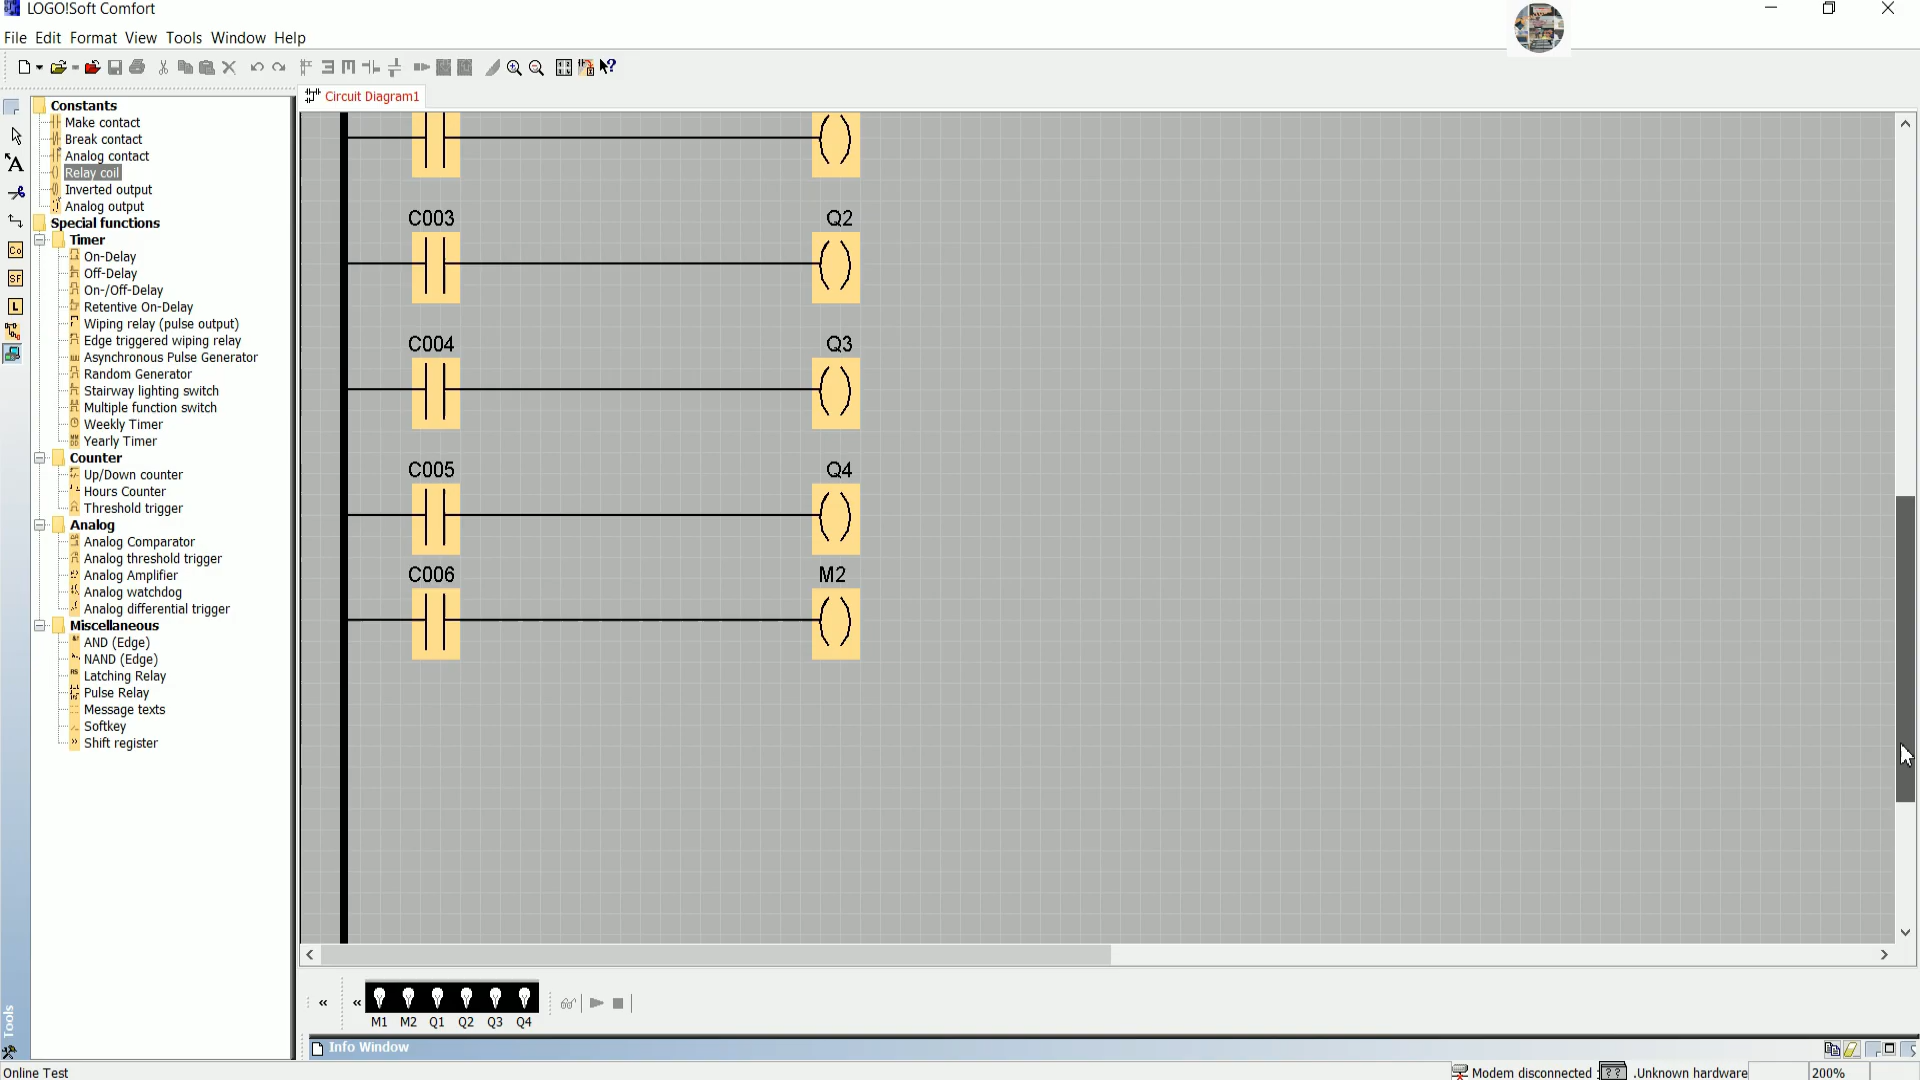 LOGO!Soft Comfort
File Edit Format View Tools Window Help
Circuit Diagram1
Constants
Make contact
Break contact
Analog contact
Relay coil
Inverted output
Analog output
Special functions
Timer
On-Delay
Off-Delay
On-/Off-Delay
Retentive On-Delay
Wiping relay (pulse output)
Edge triggered wiping relay
Asynchronous Pulse Generator
Random Generator
Stairway lighting switch
Multiple function switch
Weekly Timer
Yearly Timer
Counter
Up/Down counter
Hours Counter
Threshold trigger
Analog
Analog Comparator
Analog threshold trigger
Analog Amplifier
Analog watchdog
Analog differential trigger
Miscellaneous
AND (Edge)
NAND (Edge)
Latching Relay
Pulse Relay
Message texts
Softkey
Shift register
A
Co
SF
L
Tools
C003 Q2
C004 Q3
C005 Q4
C006 M2
M1 M2 Q1 Q2 Q3 Q4
Info Window
Online Test
Modem disconnected ?? .Unknown hardware 200%